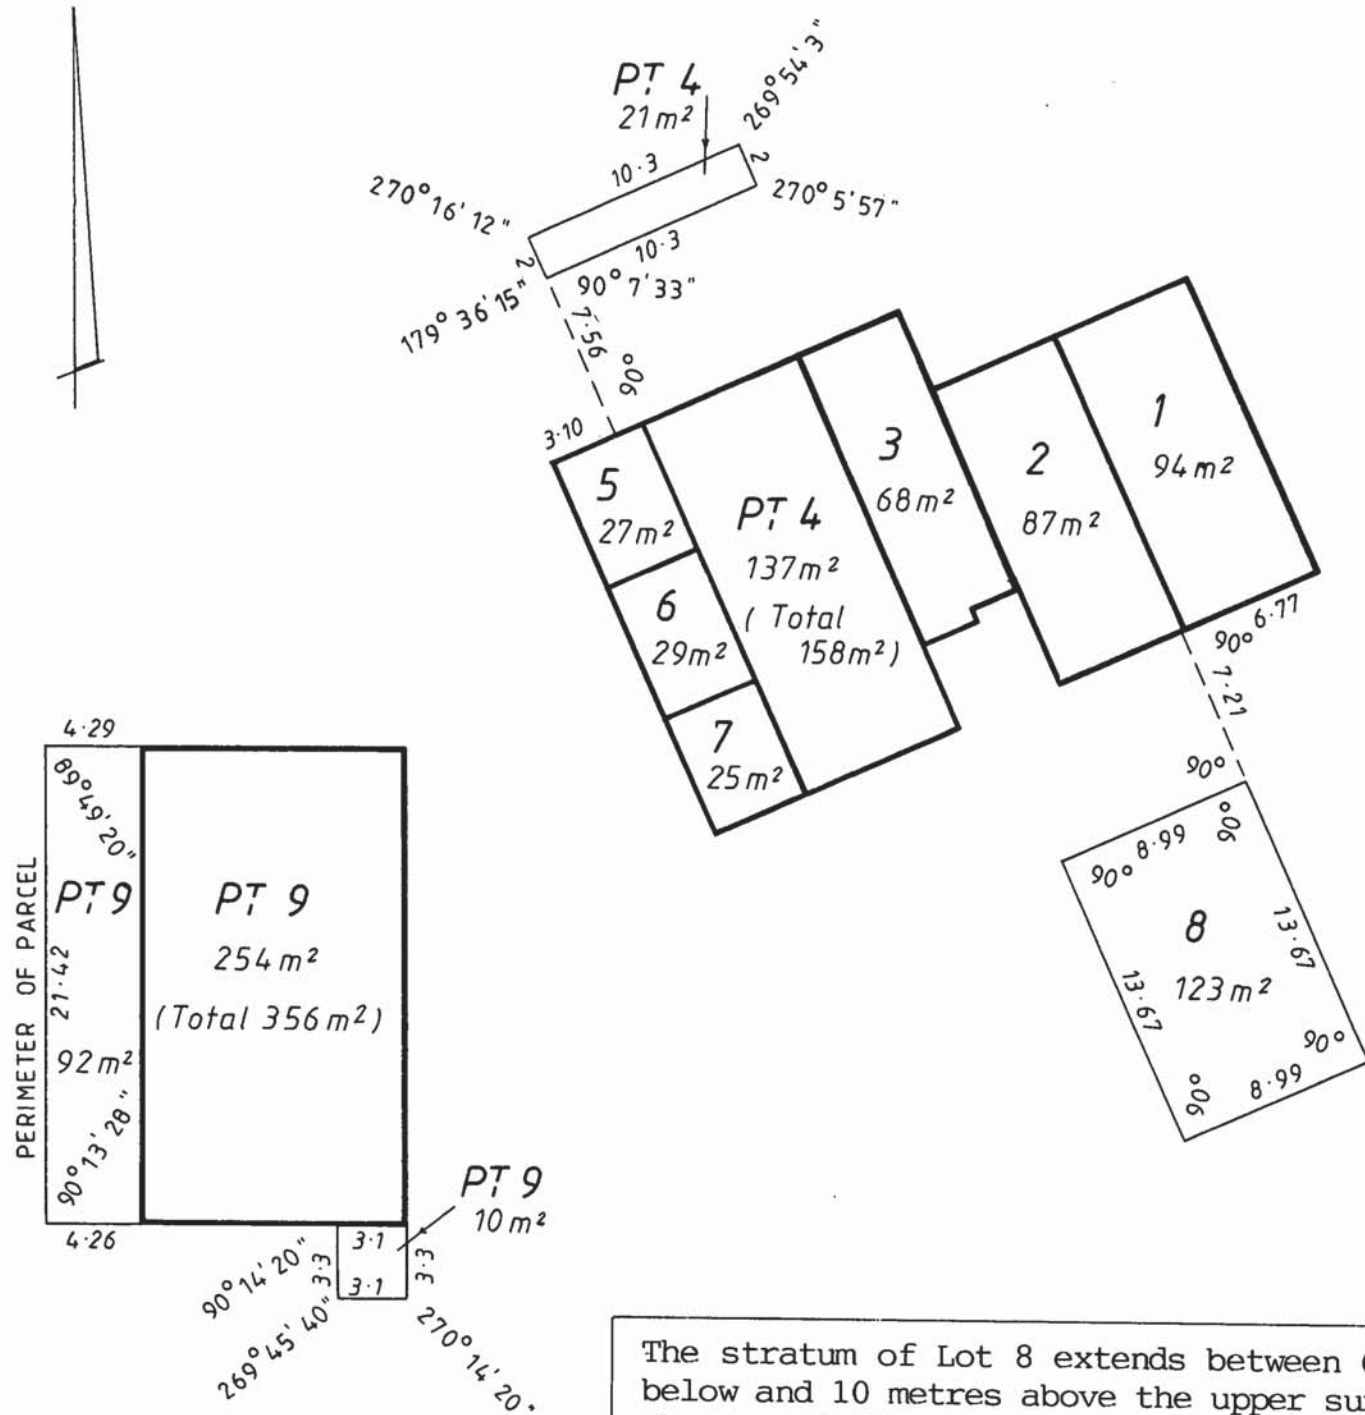 PT 4
21 m²
269° 54' 3"
10·3
2
270° 16' 12"
270° 5' 57"
10·3
2
90° 7' 33"
179° 36' 15"
7·56
90°
3·10
5
27 m²
6
29 m²
7
25 m²
PT 4
137 m²
( Total
158 m²)
3
68 m²
2
87 m²
1
94 m²
6·77
90°
7·21
90°
90°
8·99
90°
8
123 m²
13·67
13·67
90°
8·99
90°
4·29
89° 49' 20"
PERIMETER OF PARCEL
PT 9
21·42
92 m²
90° 13' 28"
4·26
PT 9
254 m²
(Total 356 m²)
PT 9
10 m²
3·1
3·3
3·3
3·1
90° 14' 20"
269° 45' 40"
270° 14' 20"
The stratum of Lot 8 extends between
below and 10 metres above the upper